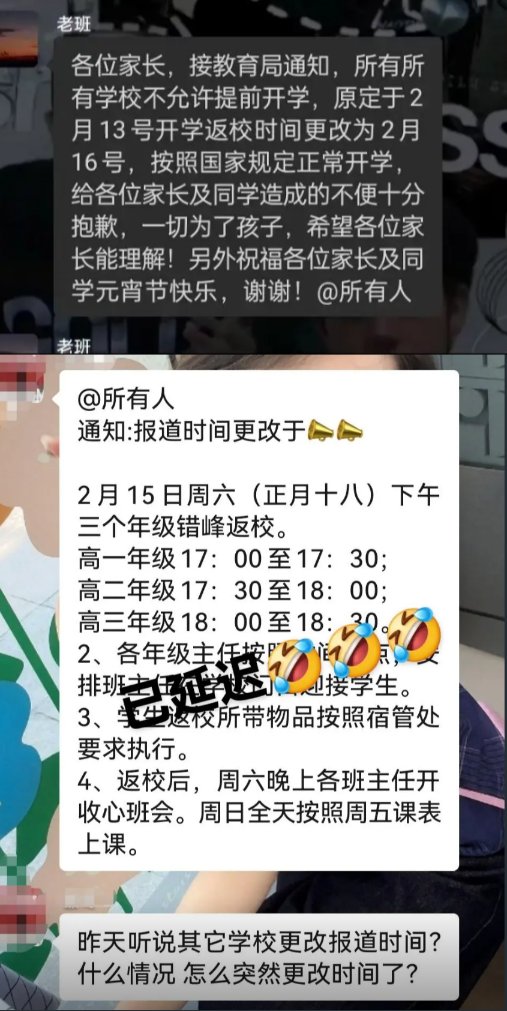 老班
各位家长，接教育局通知，所有所
有学校不允许提前开学，原定于2
月13号开学返校时间更改为2月
16号，按照国家规定正常开学，
给各位家长及同学造成的不便十分
抱歉，一切为了孩子，希望各位家
长能理解！另外祝福各位家长及同
学元宵节快乐，谢谢！@所有人
老班
@所有人
通知:报道时间更改于📣📣
2月15日周六（正月十八）下午
三个年级错峰返校。
高一年级17：00至17：30；
高二年级17：30至18：00；
高三年级18：00至18：30。
2、各年级主任按
排班主任
迎接学生。
已延迟🤣🤣🤣
3、学生返校所带物品按照宿管处
要求执行。
4、返校后，周六晚上各班主任开
收心班会。周日全天按照周五课表
上课。
昨天听说其它学校更改报道时间？
什么情况 怎么突然更改时间了？